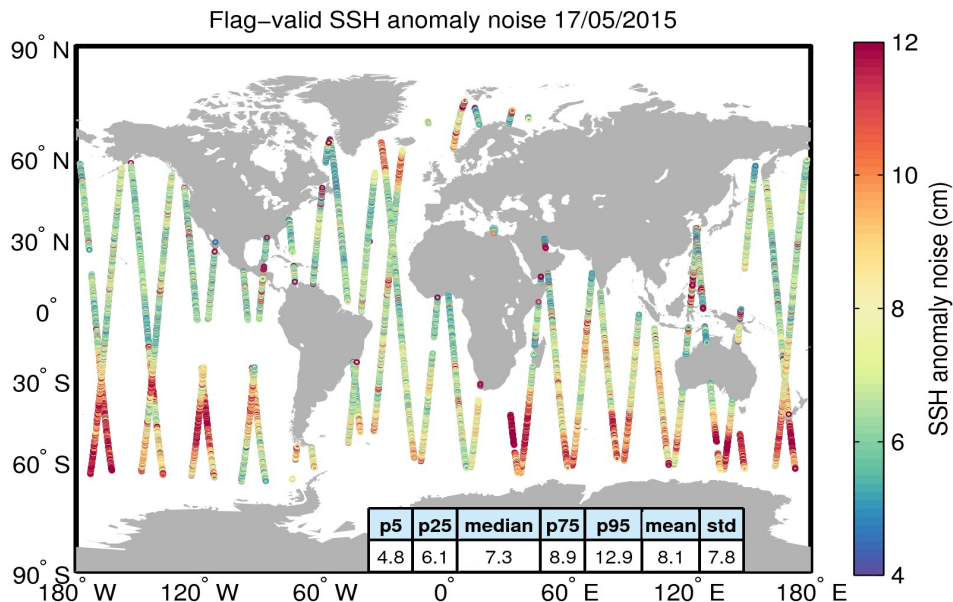 Flag−valid SSH anomaly noise 17/05/2015
90° N
60° N
30° N
0°
30° S
60° S
90° S
180° W
120° W
60° W
0°
60° E
120° E
180° E
p5 p25 median p75 p95 mean std
4.8 6.1 7.3 8.9 12.9 8.1 7.8
12
10
8
6
4
SSH anomaly noise (cm)